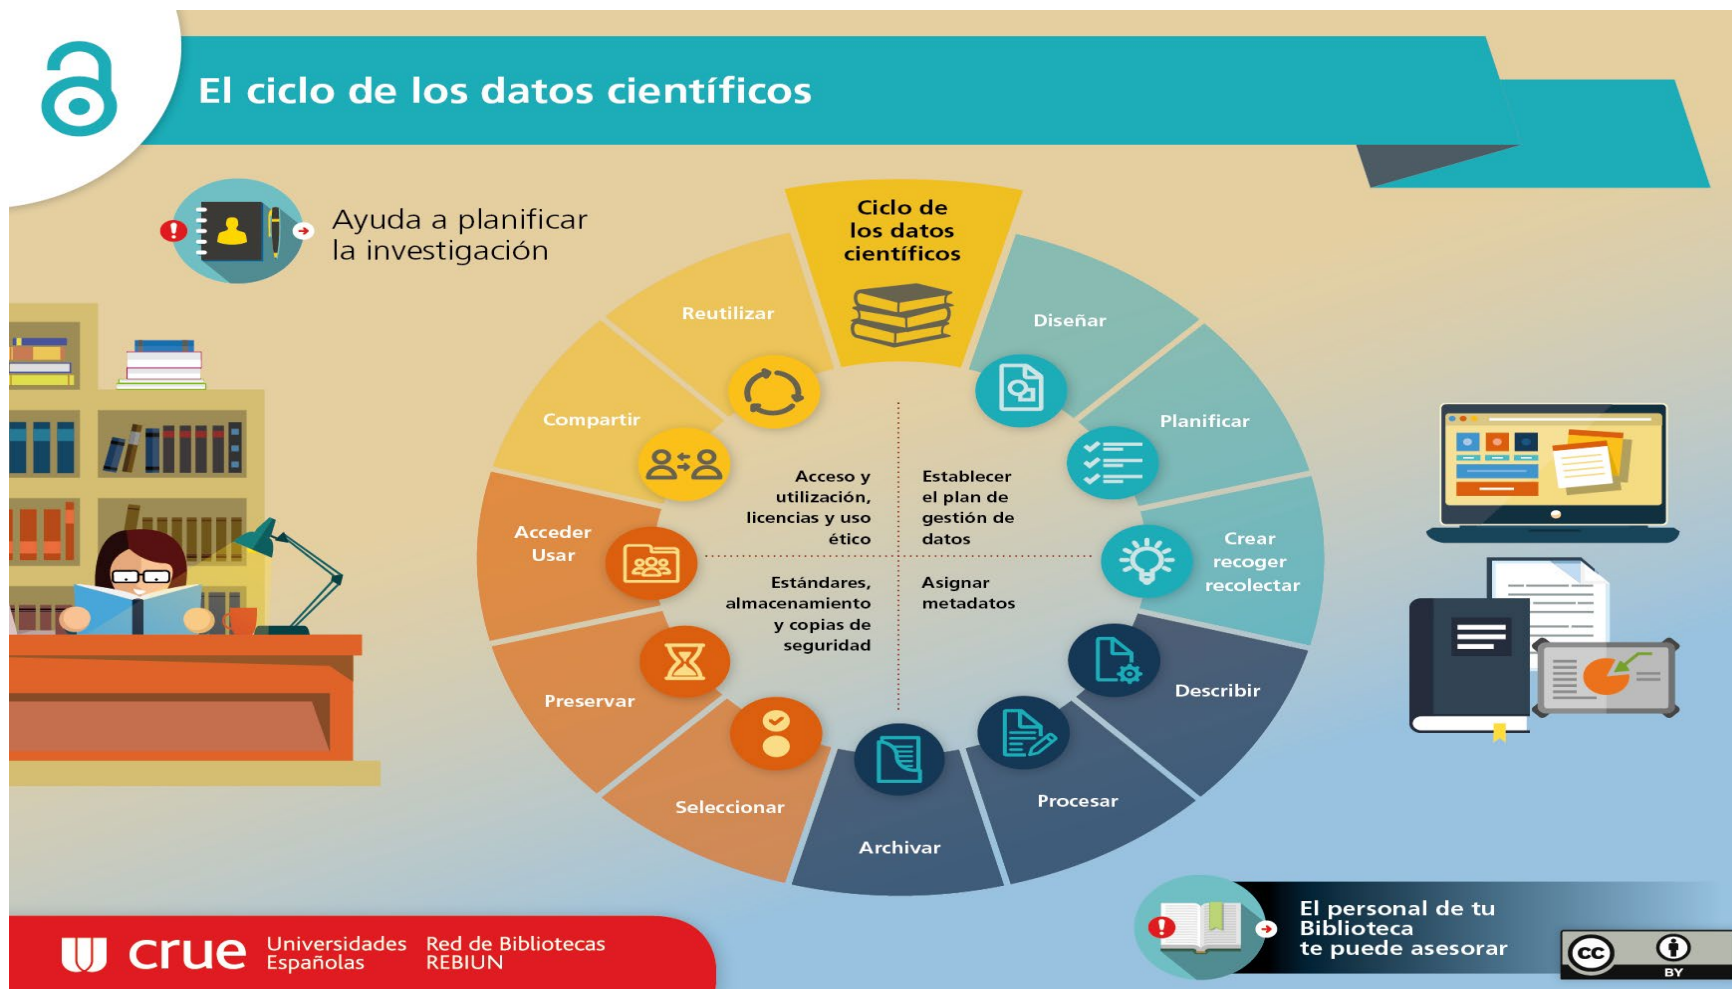 El ciclo de los datos científicos
Ayuda a planificar
la investigación
Ciclo de
los datos
científicos
Diseñar
Planificar
Crear
recoger
recolectar
Describir
Procesar
Archivar
Seleccionar
Preservar
Acceder
Usar
Compartir
Reutilizar
Acceso y
utilización,
licencias y uso
ético
Establecer
el plan de
gestión de
datos
Estándares,
almacenamiento
y copias de
seguridad
Asignar
metadatos
crue
Universidades
Españolas
Red de Bibliotecas
REBIUN
El personal de tu
Biblioteca
te puede asesorar
cc
BY